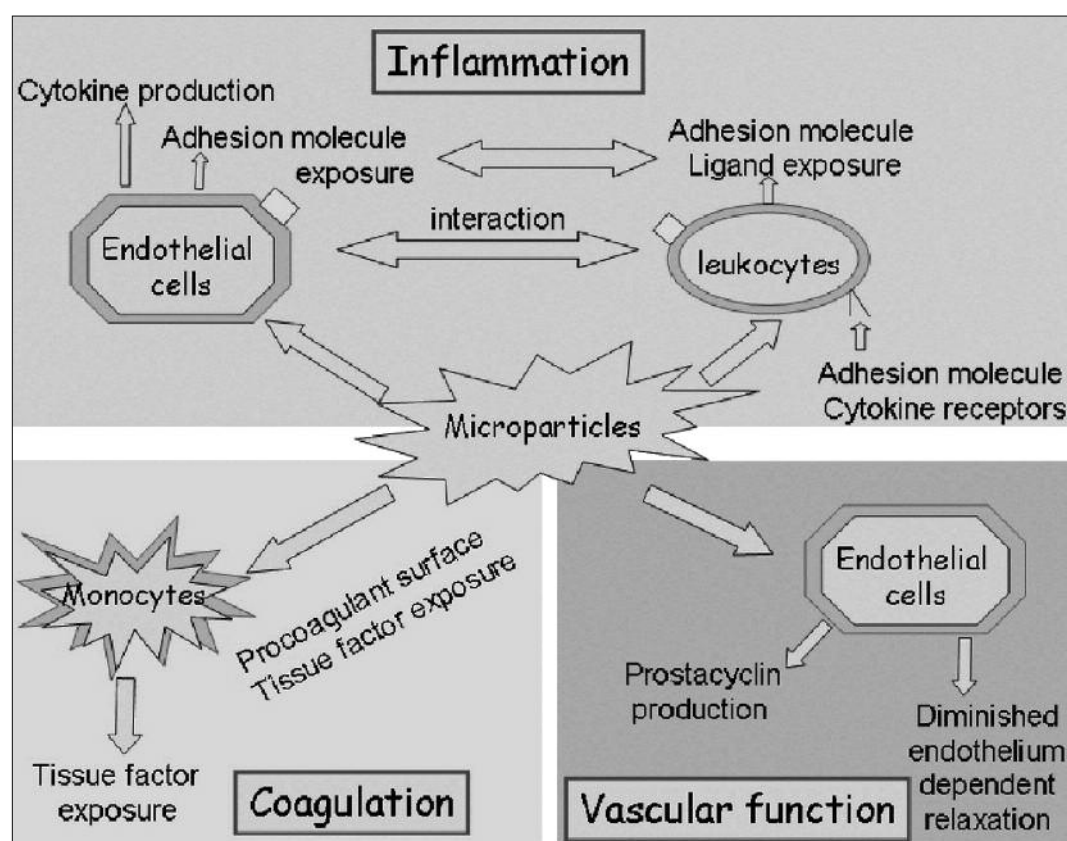 Inflammation
Cytokine production
Adhesion molecule
exposure
Adhesion molecule
Ligand exposure
interaction
Endothelial
cells
leukocytes
Adhesion molecule
Cytokine receptors
Microparticles
Monocytes
Procoagulant surface
Tissue factor exposure
Tissue factor
exposure
Coagulation
Endothelial
cells
Prostacyclin
production
Diminished
endothelium
dependent
relaxation
Vascular function